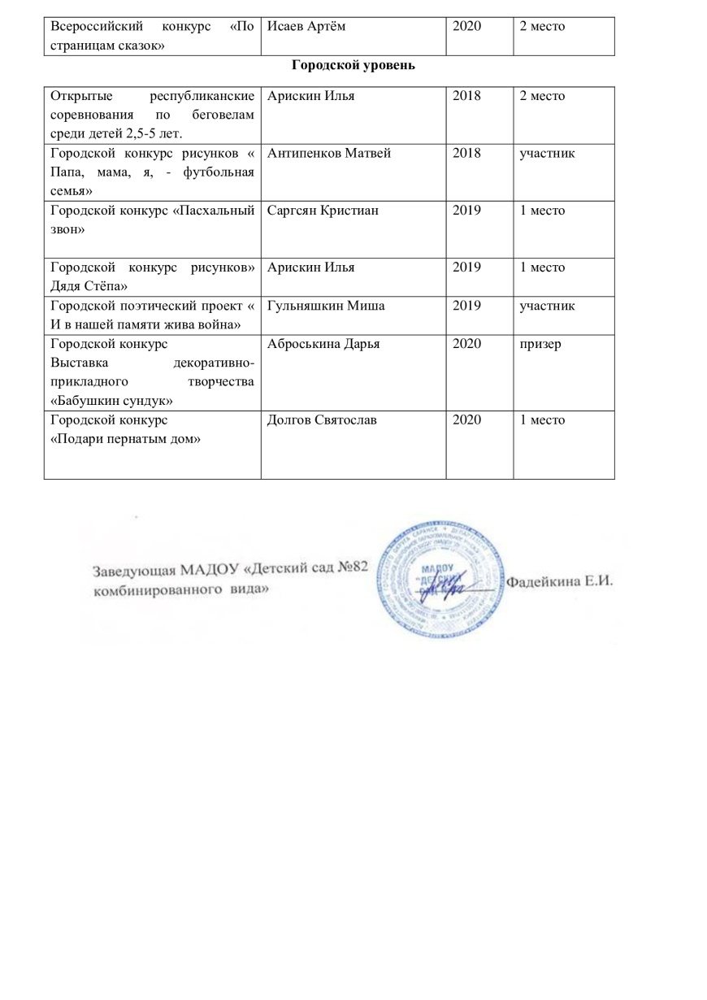 Всероссийский конкурс «По Исаев Артём 2020 2 место
страницам сказок»
Городской уровень
Открытые республиканские Арискин Илья 2018 2 место
соревнования по беговелам
среди детей 2,5-5 лет.
Городской конкурс рисунков « Антипенков Матвей 2018 участник
Папа, мама, я, - футбольная
семья»
Городской конкурс «Пасхальный Саргсян Кристиан 2019 1 место
звон»
Городской конкурс рисунков» Арискин Илья 2019 1 место
Дядя Стёпа»
Городской поэтический проект « Гульняшкин Миша 2019 участник
И в нашей памяти жива война»
Городской конкурс Аброськина Дарья 2020 призер
Выставка декоративно-
прикладного творчества
«Бабушкин сундук»
Городской конкурс Долгов Святослав 2020 1 место
«Подари пернатым дом»
Заведующая МАДОУ «Детский сад №82
комбинированного вида»
МАДОУ
"ДЕТСКИЙ
Фадейкина Е.И.